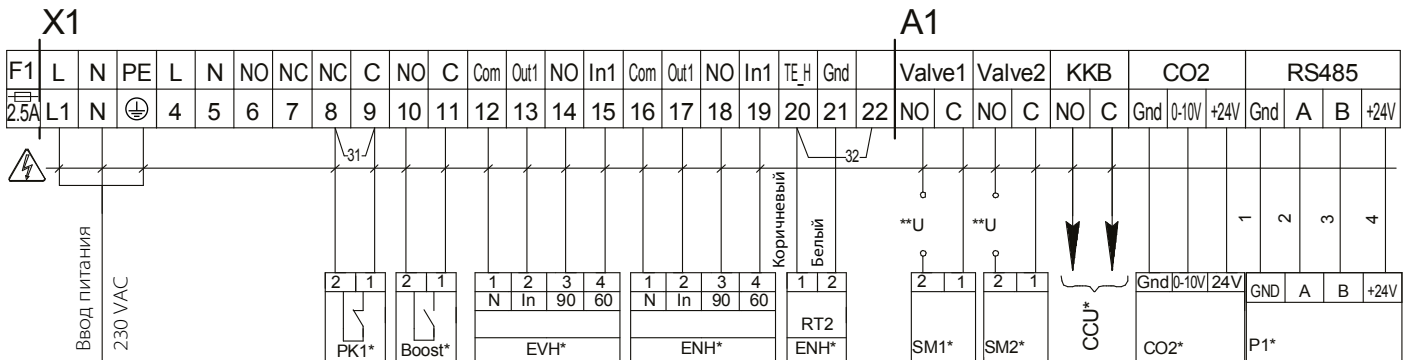 X1 A1
F1 L N PE L N NO NC NC C NO C Com Out1 NO In1 Com Out1 NO In1 TE_H Gnd Valve1 Valve2 KKB CO2 RS485
2.5A L1 N 4 5 6 7 8 9 10 11 12 13 14 15 16 17 18 19 20 21 22 NO C NO C NO C Gnd 0-10V +24V Gnd A B +24V
31 32
Коричневый
Белый
**U **U
1 2 3 4
Ввод питания
230 VAC
2 1 2 1 1 2 3 4 1 2 3 4 1 2 2 1 2 1 Gnd 0-10V 24V GND A B +24V
N In 90 60 N In 90 60
RT2
CCU*
PK1* Boost* EVH* ENH* ENH* SM1* SM2* CO2* P1*